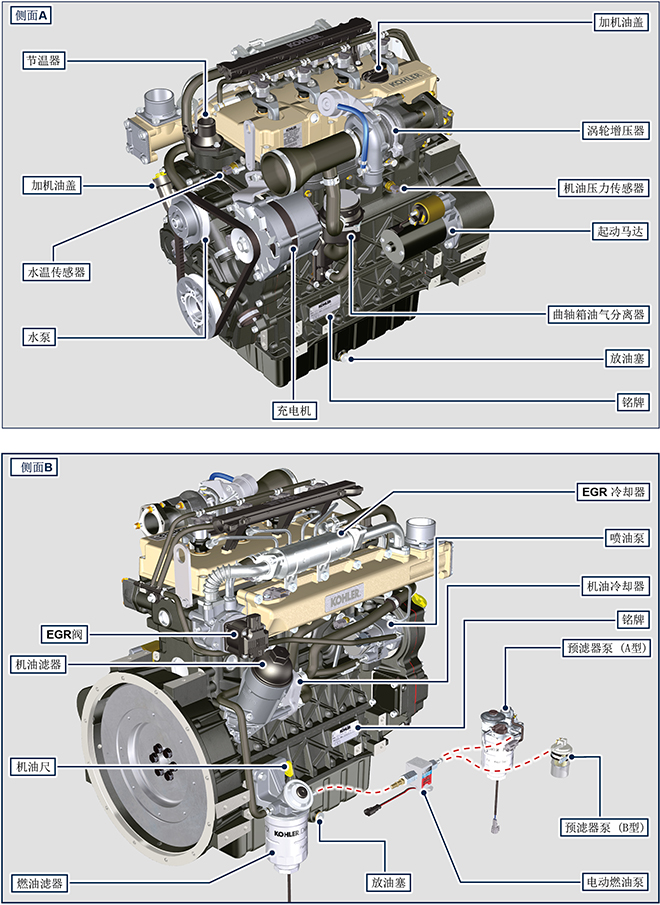 侧面A
加机油盖
节温器
KOHLER
涡轮增压器
加机油盖
机油压力传感器
起动马达
水温传感器
曲轴箱油气分离器
水泵
放油塞
KOHLER
铭牌
充电机
侧面B
EGR 冷却器
喷油泵
机油冷却器
KOHLER
铭牌
EGR阀
预滤器泵 (A型)
机油滤器
KOHLER
机油尺
预滤器泵 (B型)
KOHLER
燃油滤器
放油塞
电动燃油泵